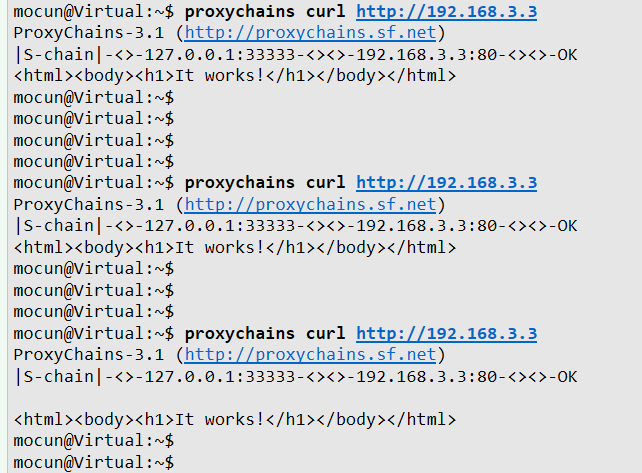 mocun@Virtual:~$ proxychains curl http://192.168.3.3
ProxyChains-3.1 (http://proxychains.sf.net)
|S-chain|-<>-127.0.0.1:33333-<><>-192.168.3.3:80-<><>-OK
<html><body><h1>It works!</h1></body></html>
mocun@Virtual:~$
mocun@Virtual:~$
mocun@Virtual:~$
mocun@Virtual:~$
mocun@Virtual:~$ proxychains curl http://192.168.3.3
ProxyChains-3.1 (http://proxychains.sf.net)
|S-chain|-<>-127.0.0.1:33333-<><>-192.168.3.3:80-<><>-OK
<html><body><h1>It works!</h1></body></html>
mocun@Virtual:~$
mocun@Virtual:~$
mocun@Virtual:~$
mocun@Virtual:~$ proxychains curl http://192.168.3.3
ProxyChains-3.1 (http://proxychains.sf.net)
|S-chain|-<>-127.0.0.1:33333-<><>-192.168.3.3:80-<><>-OK
<html><body><h1>It works!</h1></body></html>
mocun@Virtual:~$
mocun@Virtual:~$